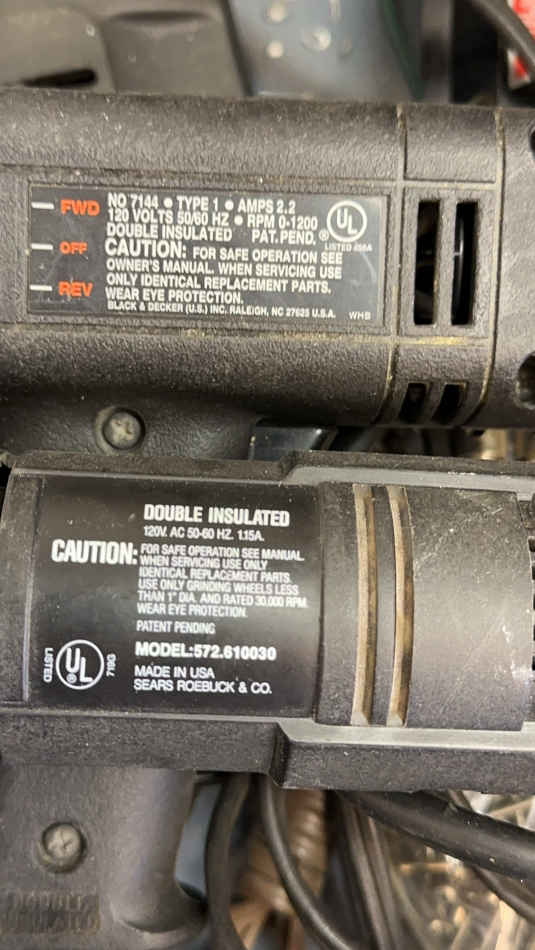 FWD
OFF
REV
NO 7144 • TYPE 1 • AMPS 2.2
120 VOLTS 50/60 HZ • RPM 0-1200
DOUBLE INSULATED PAT.PEND.
CAUTION: FOR SAFE OPERATION SEE
OWNER'S MANUAL. WHEN SERVICING USE
ONLY IDENTICAL REPLACEMENT PARTS.
WEAR EYE PROTECTION.
BLACK & DECKER (U.S.) INC. RALEIGH, NC 27625 U.S.A.
WHB
UL
®
LISTED
DOUBLE INSULATED
120V. AC 50-60 HZ. 1.15A.
CAUTION: FOR SAFE OPERATION SEE MANUAL
WHEN SERVICING USE ONLY
IDENTICAL REPLACEMENT PARTS.
USE ONLY GRINDING WHEELS LESS
THAN 1" DIA. AND RATED 30,000 RPM.
WEAR EYE PROTECTION.
PATENT PENDING
MODEL:572.610030
MADE IN USA
SEARS ROEBUCK & CO.
LISTED
UL
®
719G